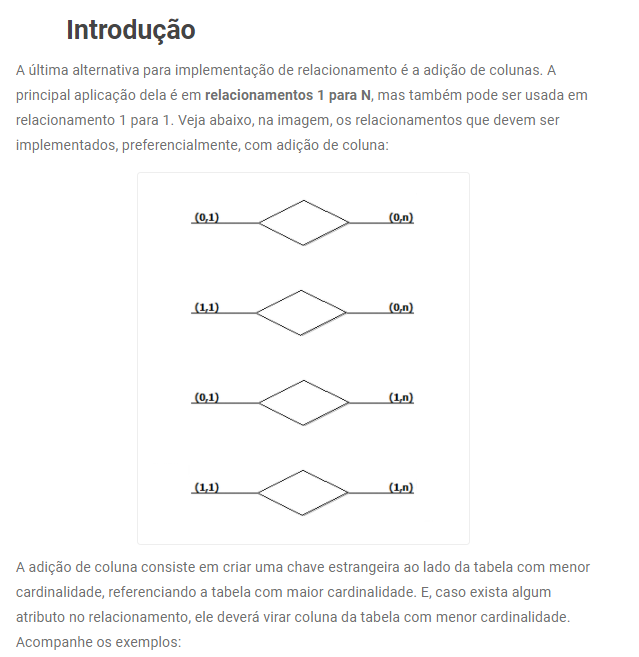 Introdução
A última alternativa para implementação de relacionamento é a adição de colunas. A
principal aplicação dela é em relacionamentos 1 para N, mas também pode ser usada em
relacionamento 1 para 1. Veja abaixo, na imagem, os relacionamentos que devem ser
implementados, preferencialmente, com adição de coluna:
(0,1) (0,n)
(1,1) (0,n)
(0,1) (1,n)
(1,1) (1,n)
A adição de coluna consiste em criar uma chave estrangeira ao lado da tabela com menor
cardinalidade, referenciando a tabela com maior cardinalidade. E, caso exista algum
atributo no relacionamento, ele deverá virar coluna da tabela com menor cardinalidade.
Acompanhe os exemplos: